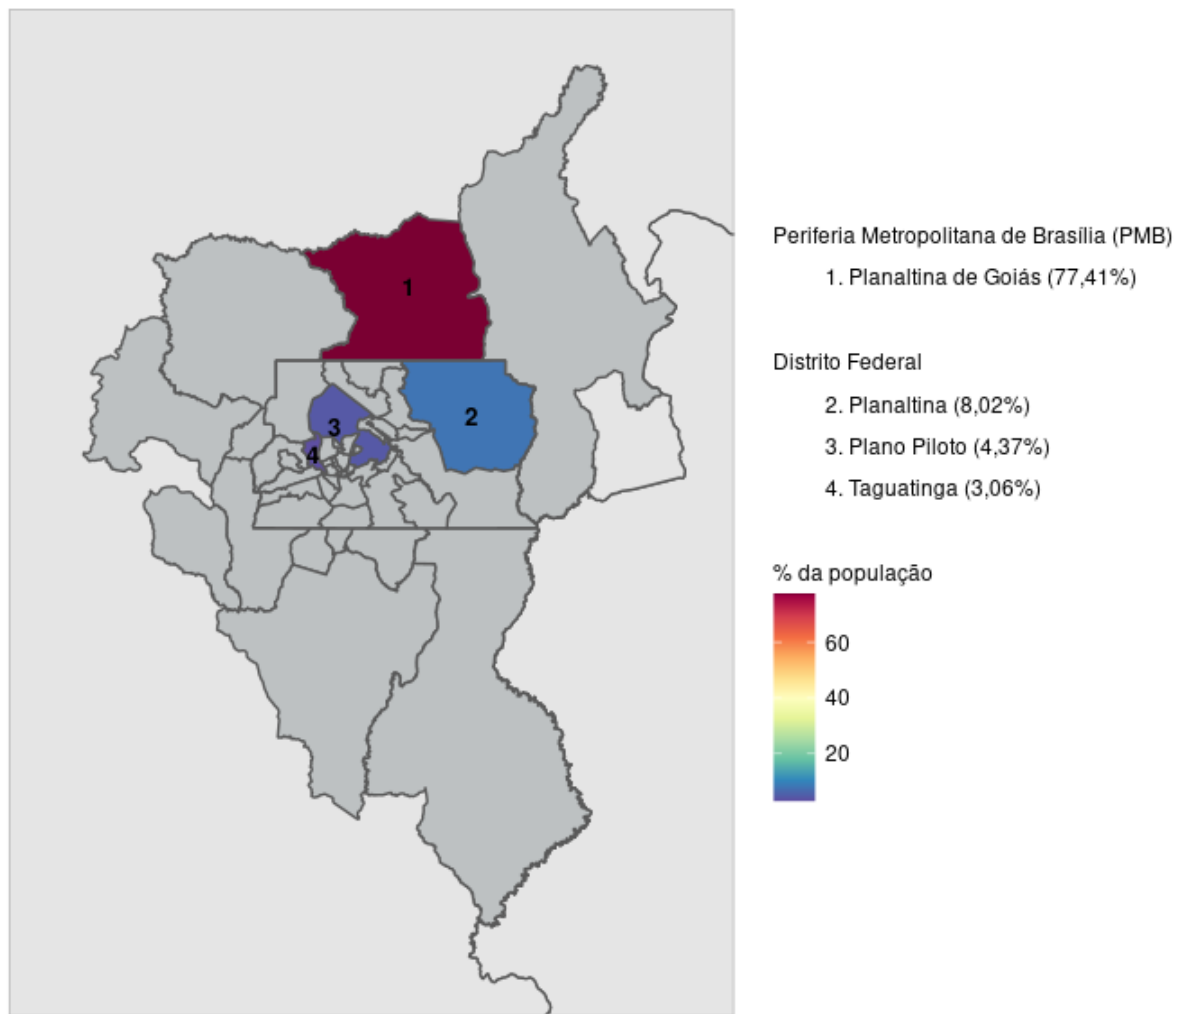 Periferia Metropolitana de Brasília (PMB)
1. Planaltina de Goiás (77,41%)
Distrito Federal
2. Planaltina (8,02%)
3. Plano Piloto (4,37%)
4. Taguatinga (3,06%)
% da população
60
40
20
1
2
3
4